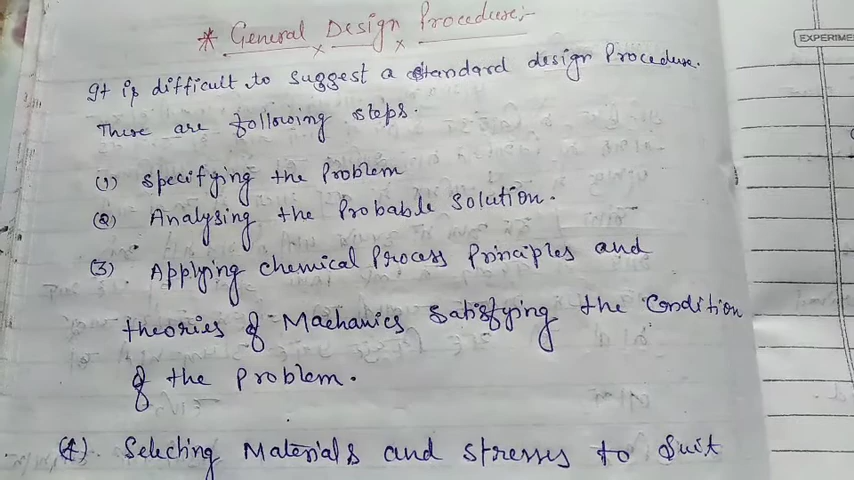 * General Design Procedure:-
It is difficult to suggest a standard design Procedure.
There are following steps.
(1) Specifying the Problem
(2) Analysing the Probable Solution.
(3) Applying chemical Process Principles and
theories of Mechanics Satisfying the Condition
of the Problem.
(4). Selecting Materials and stresses to Suit
EXPERIME